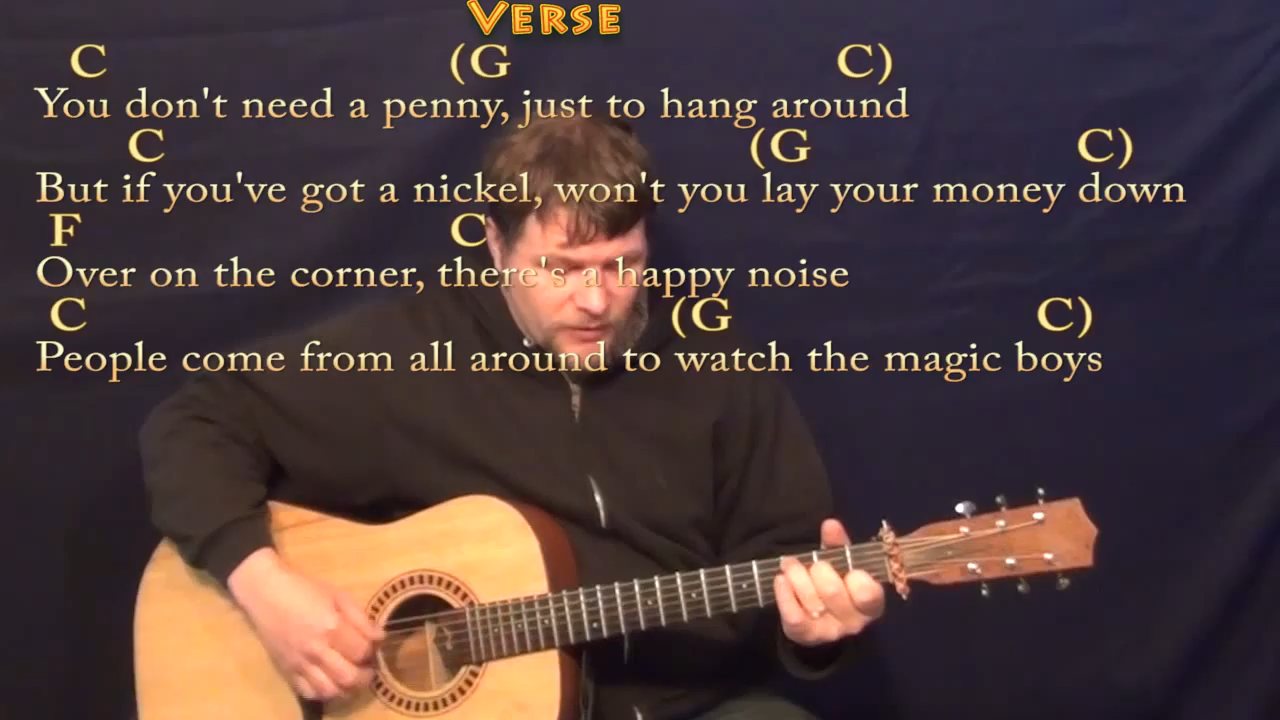 VERSE
C (G C)
You don't need a penny, just to hang around
C (G C)
But if you've got a nickel, won't you lay your money down
F C
Over on the corner, there's a happy noise
C (G C)
People come from all around to watch the magic boys